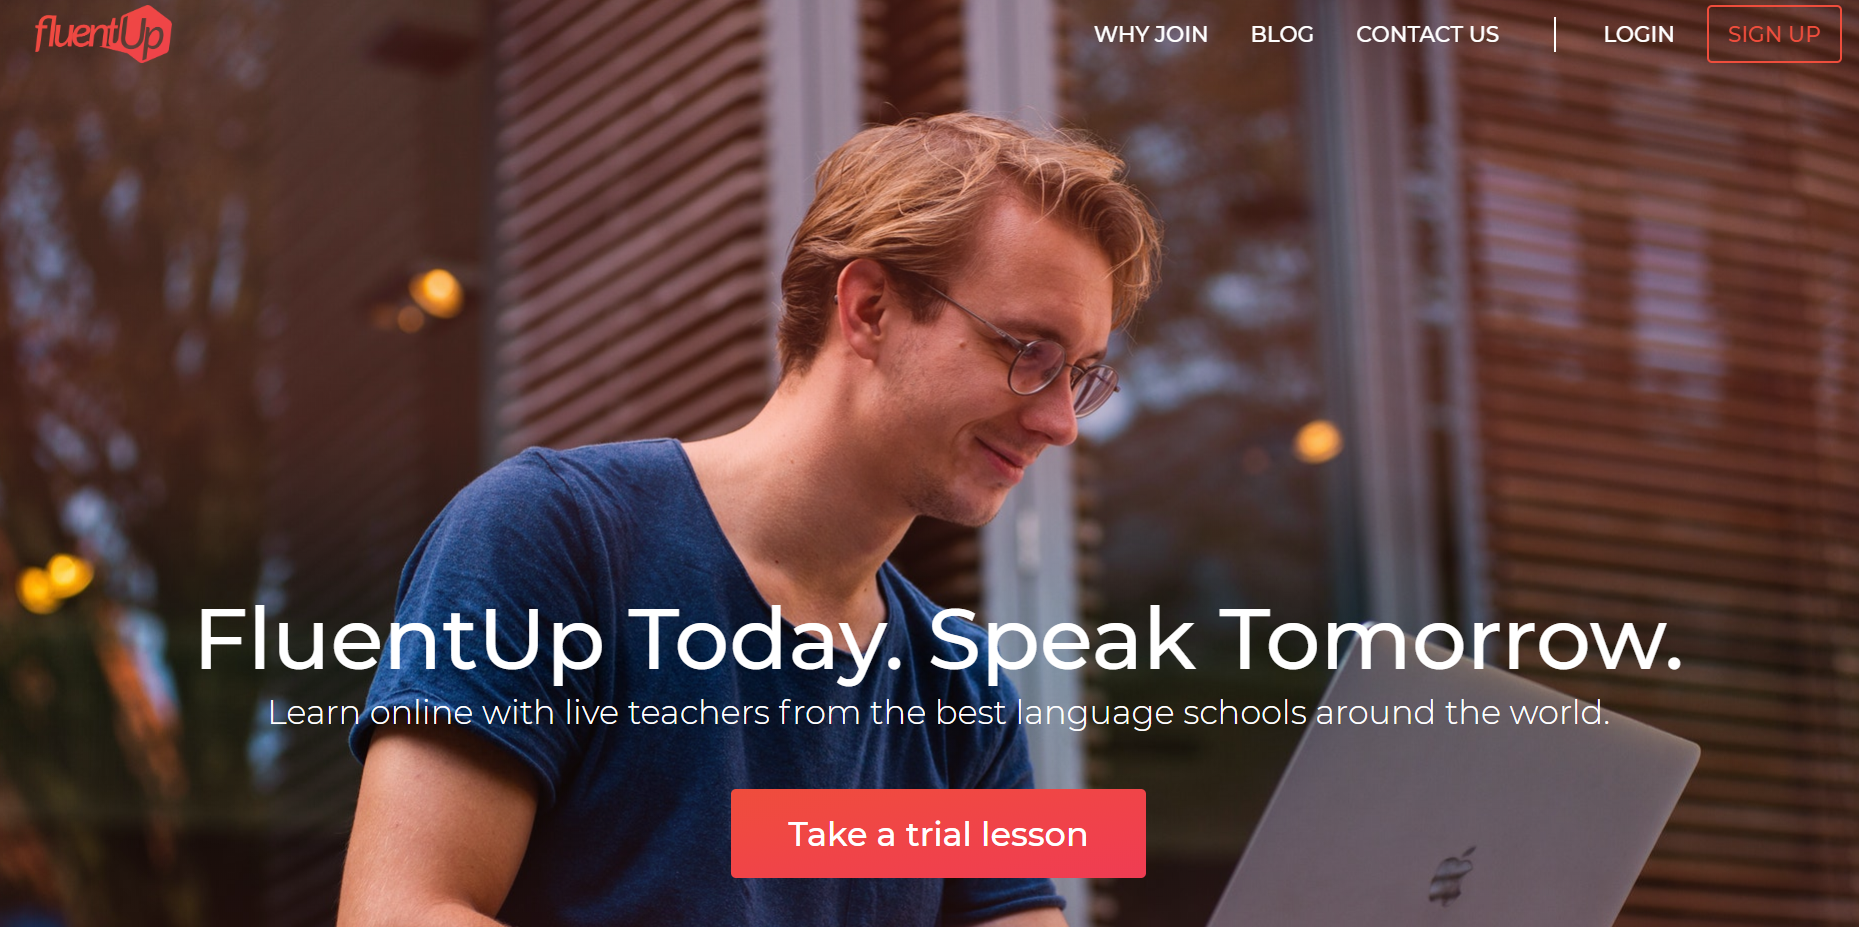 fluentUp
WHY JOIN
BLOG
CONTACT US
LOGIN
SIGN UP
FluentUp Today. Speak Tomorrow.
Learn online with live teachers from the best language schools around the world.
Take a trial lesson